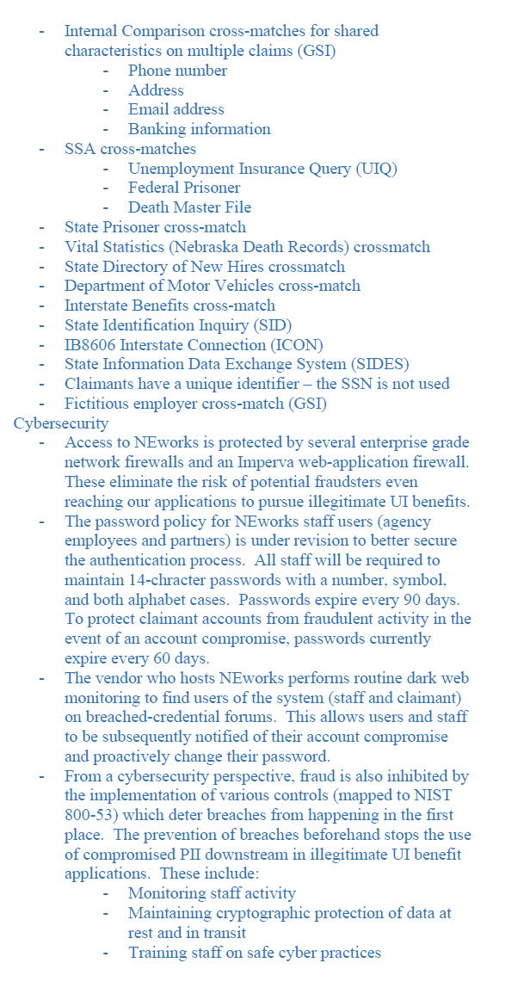 - Internal Comparison cross-matches for shared
characteristics on multiple claims (GSI)
- Phone number
- Address
- Email address
- Banking information
- SSA cross-matches
- Unemployment Insurance Query (UIQ)
- Federal Prisoner
- Death Master File
- State Prisoner cross-match
- Vital Statistics (Nebraska Death Records) crossmatch
- State Directory of New Hires crossmatch
- Department of Motor Vehicles cross-match
- Interstate Benefits cross-match
- State Identification Inquiry (SID)
- IB8606 Interstate Connection (ICON)
- State Information Data Exchange System (SIDES)
- Claimants have a unique identifier – the SSN is not used
- Fictitious employer cross-match (GSI)
Cybersecurity
- Access to NEworks is protected by several enterprise grade
network firewalls and an Imperva web-application firewall.
These eliminate the risk of potential fraudsters even
reaching our applications to pursue illegitimate UI benefits.
- The password policy for NEworks staff users (agency
employees and partners) is under revision to better secure
the authentication process.  All staff will be required to
maintain 14-chracter passwords with a number, symbol,
and both alphabet cases.  Passwords expire every 90 days.
To protect claimant accounts from fraudulent activity in the
event of an account compromise, passwords currently
expire every 60 days.
- The vendor who hosts NEworks performs routine dark web
monitoring to find users of the system (staff and claimant)
on breached-credential forums.  This allows users and staff
to be subsequently notified of their account compromise
and proactively change their password.
- From a cybersecurity perspective, fraud is also inhibited by
the implementation of various controls (mapped to NIST
800-53) which deter breaches from happening in the first
place.  The prevention of breaches beforehand stops the use
of compromised PII downstream in illegitimate UI benefit
applications.  These include:
- Monitoring staff activity
- Maintaining cryptographic protection of data at
rest and in transit
- Training staff on safe cyber practices